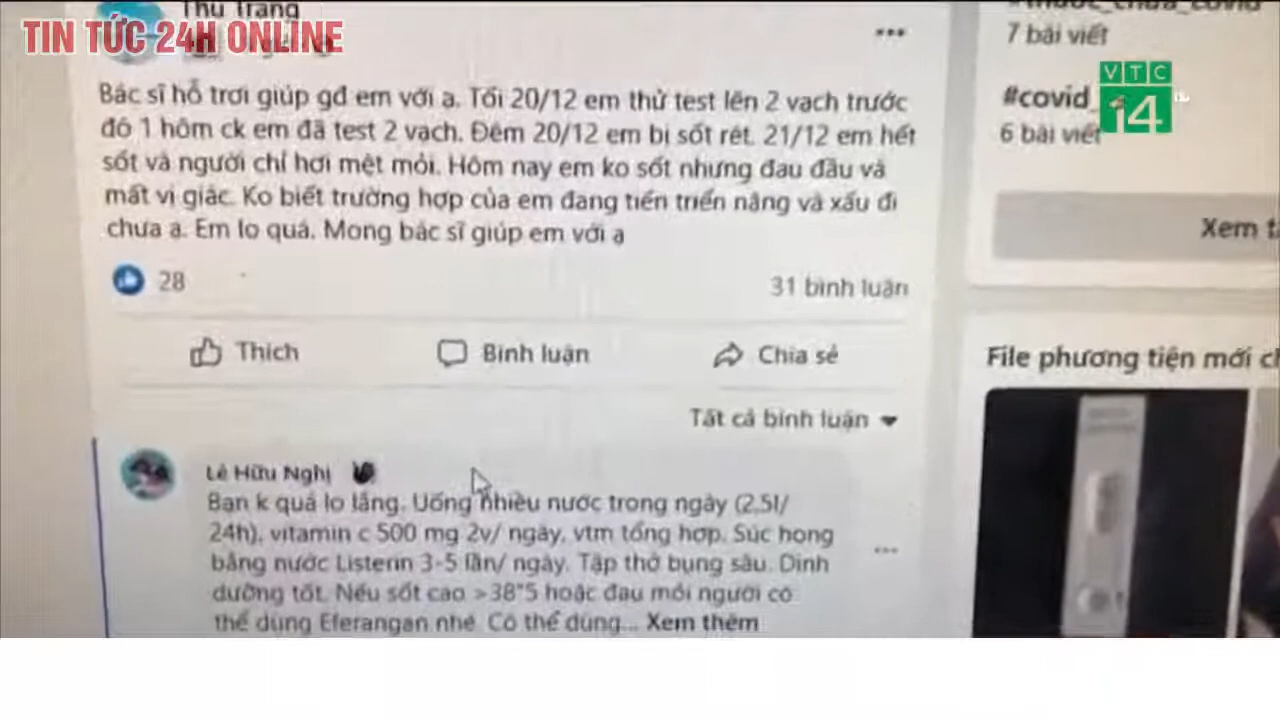 Thu Trang
TIN TỨC 24H ONLINE
Bác sĩ hỗ trơi giúp gđ em với ạ. Tối 20/12 em thử test lên 2 vạch trước
đó 1 hôm ck em đã test 2 vạch. Đêm 20/12 em bị sốt rét. 21/12 em hết
sốt và người chỉ hơi mệt mỏi. Hôm nay em ko sốt nhưng đau đầu và
mất vị giác. Ko biết trường hợp của em đang tiến triển nặng và xấu đi
chưa ạ. Em lo quá. Mong bác sĩ giúp em với ạ
28
31 bình luận
Thích
Bình luận
Chia sẻ
Tất cả bình luận
Lê Hữu Nghị
Bạn k quá lo lắng. Uống nhiều nước trong ngày (2,5l/
24h), vitamin c 500 mg 2v/ ngày, vtm tổng hợp. Súc họng
bằng nước Listerin 3-5 lần/ ngày. Tập thở bụng sâu. Dinh
dưỡng tốt. Nếu sốt cao >38°5 hoặc đau mỏi người có
thể dùng Eferangan nhé. Có thể dùng... Xem thêm
7 bài viết
#covid
6 bài viết
VTC
14
Xem
File phương tiện mới